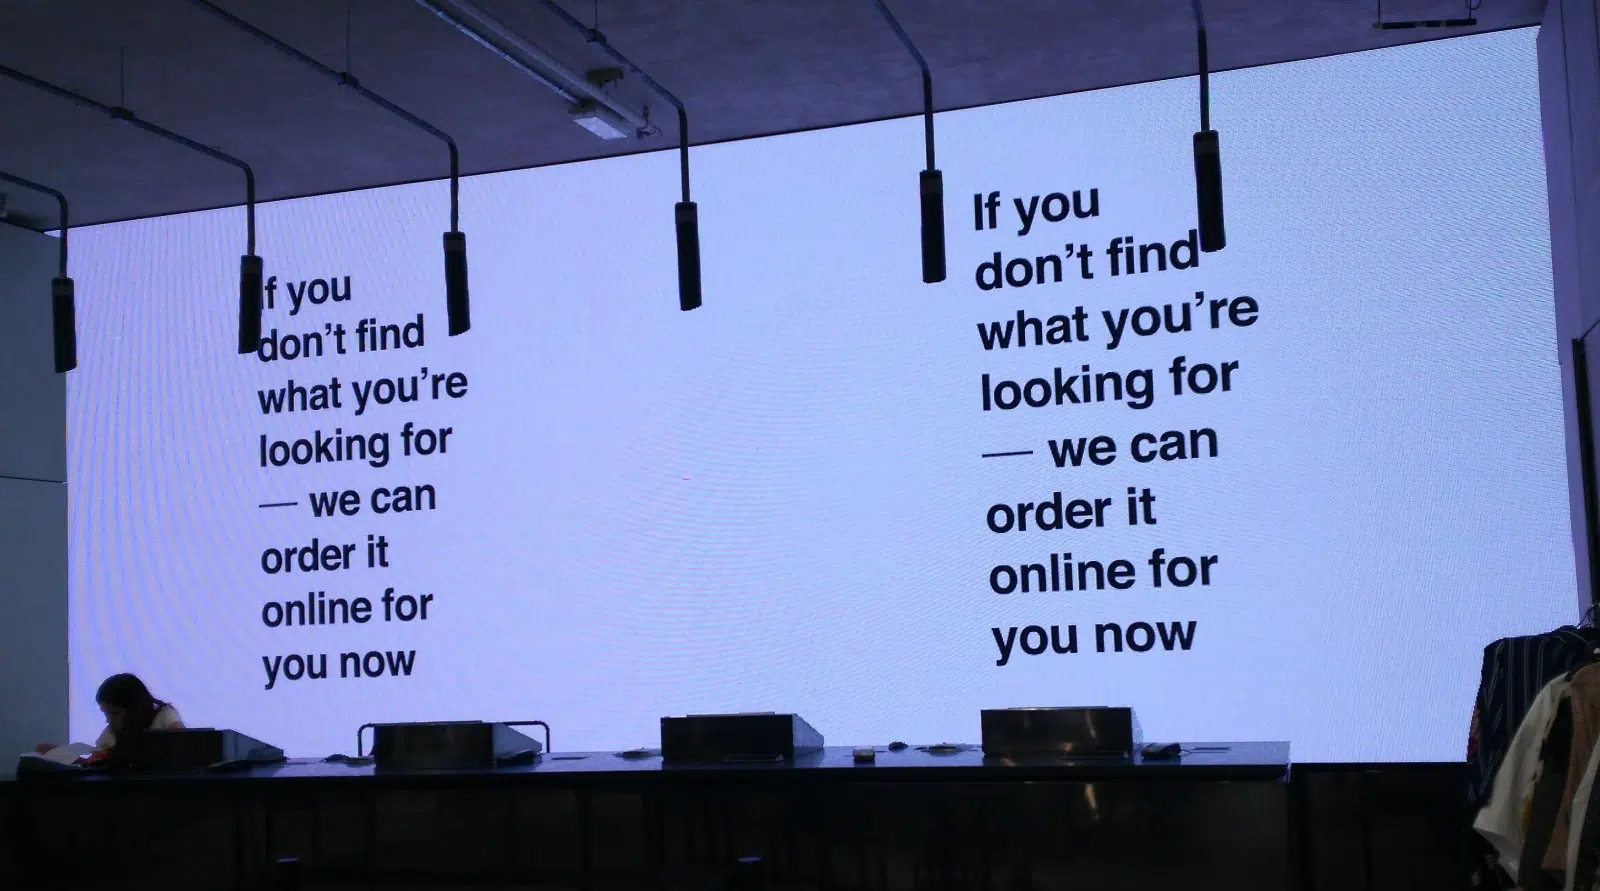 If you
don’t find
what you’re
looking for
— we can
order it
online for
you now
If you
don’t find
what you’re
looking for
— we can
order it
online for
you now